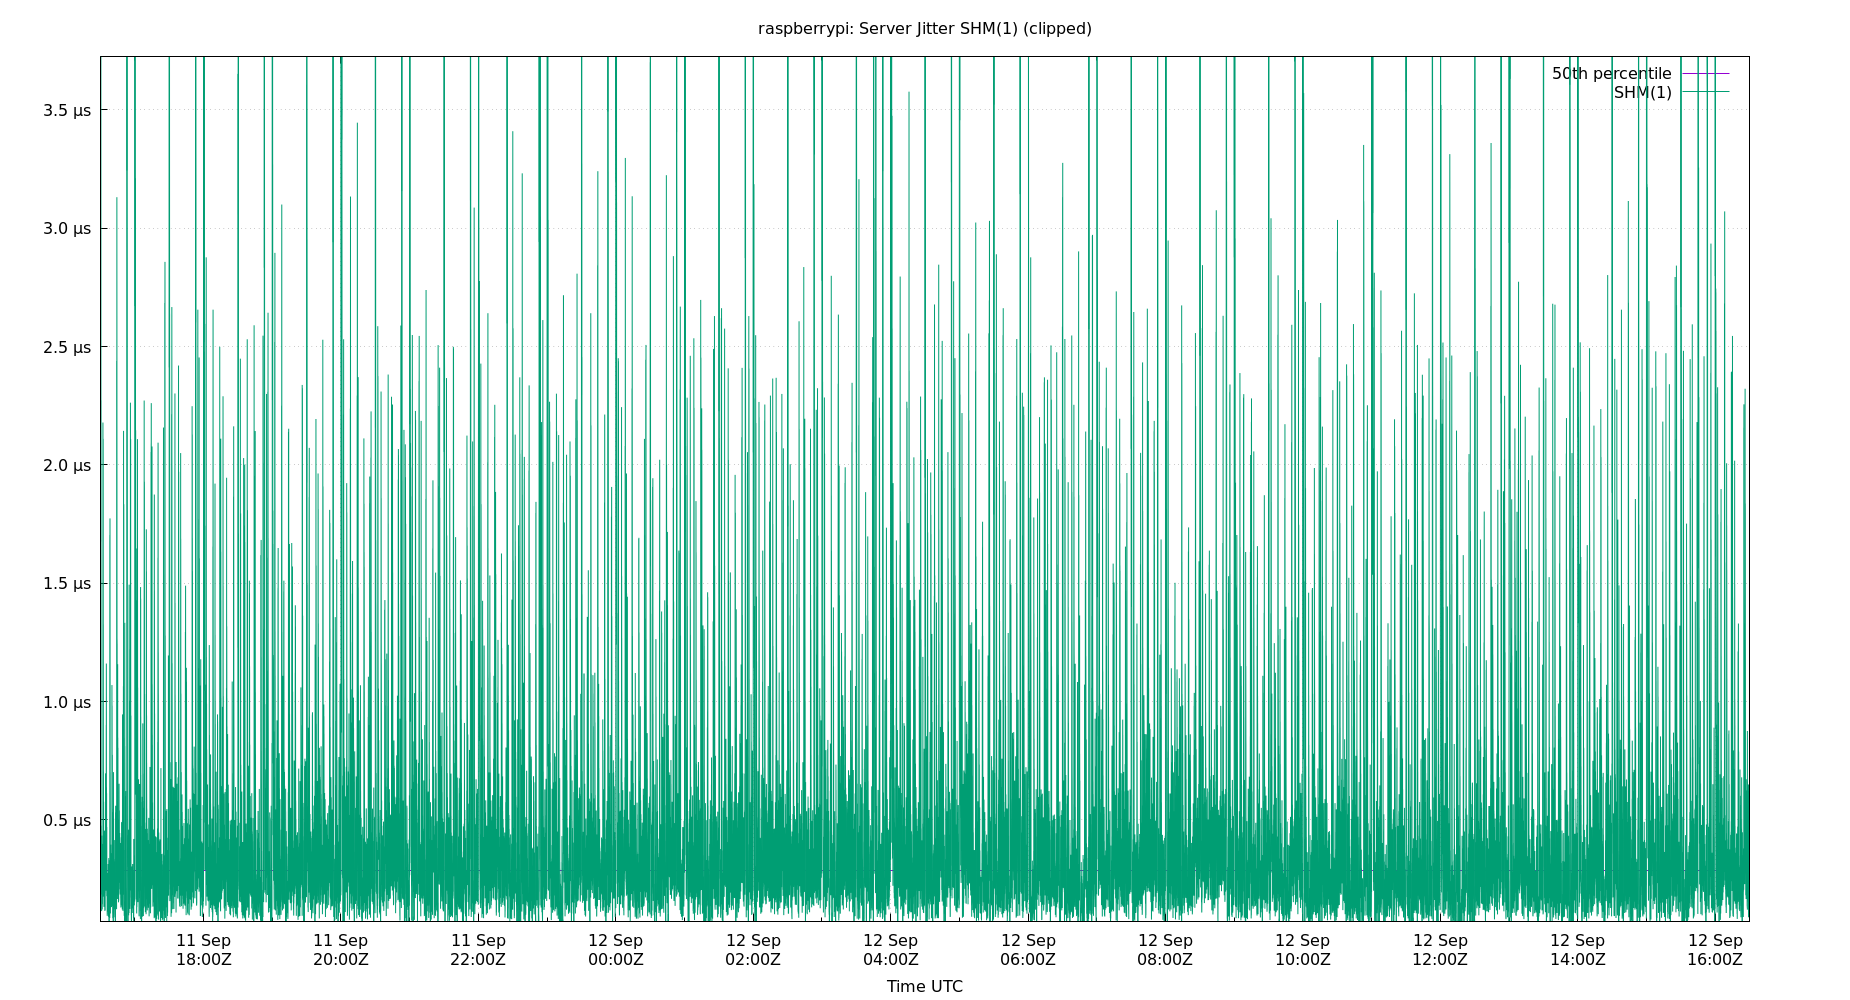 raspberrypi: Server Jitter SHM(1) (clipped)
50th percentile
SHM(1)
3.5 µs
3.0 µs
2.5 µs
2.0 µs
1.5 µs
1.0 µs
0.5 µs
11 Sep 11 Sep 11 Sep 12 Sep 12 Sep 12 Sep 12 Sep 12 Sep 12 Sep 12 Sep 12 Sep 12 Sep
18:00Z 20:00Z 22:00Z 00:00Z 02:00Z 04:00Z 06:00Z 08:00Z 10:00Z 12:00Z 14:00Z 16:00Z
Time UTC